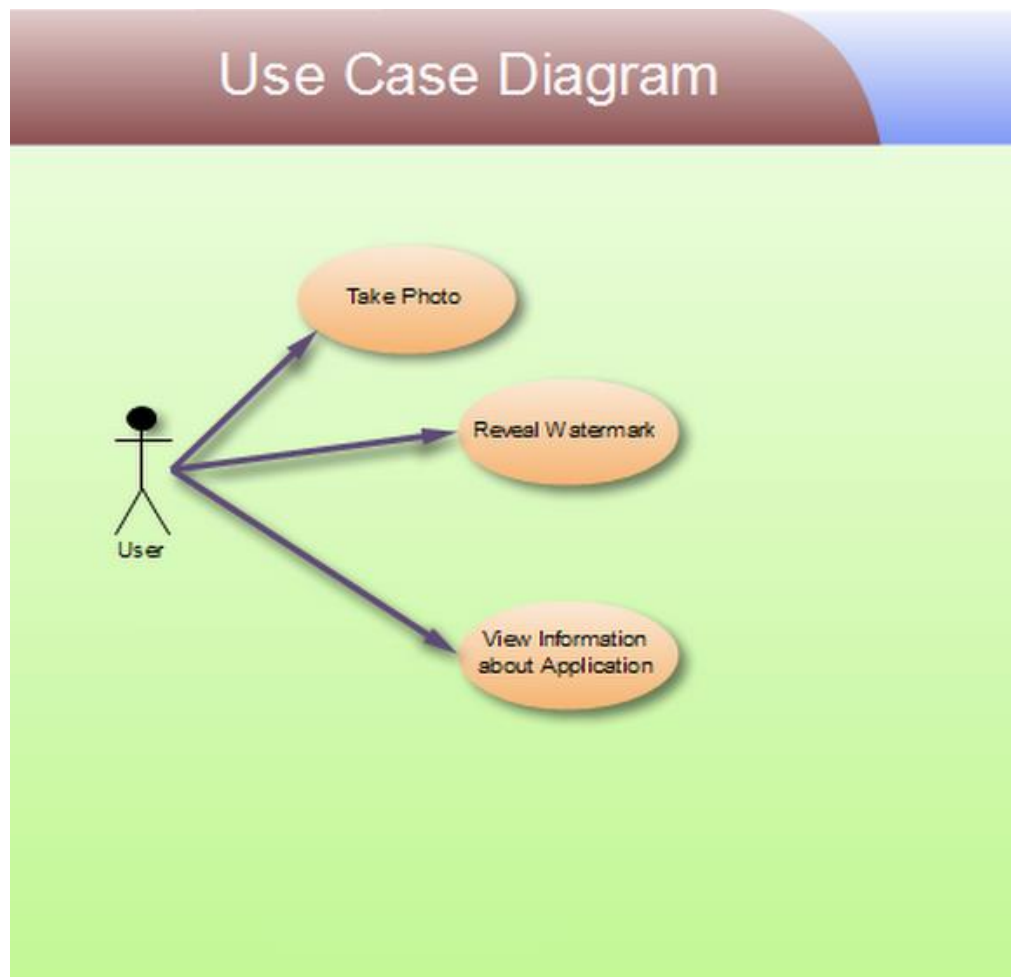 Use Case Diagram
Take Photo
Reveal Watermark
User
View Information
about Application